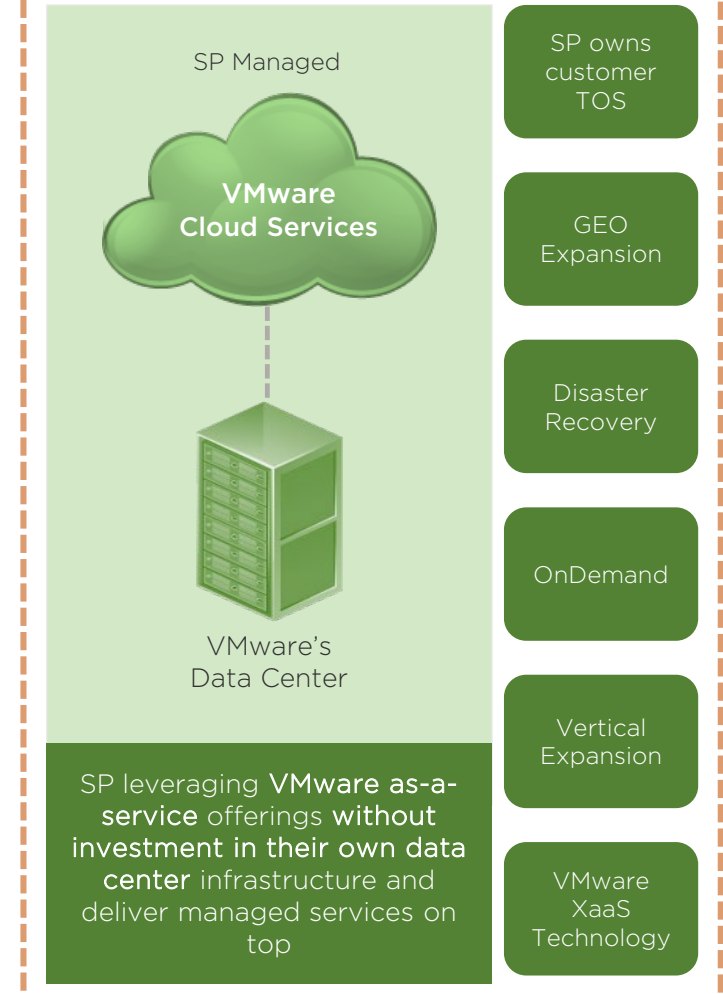 SP Managed
VMware
Cloud Services
VMware's
Data Center
SP leveraging VMware as-a-
service offerings without
investment in their own data
center infrastructure and
deliver managed services on
top
SP owns
customer
TOS
GEO
Expansion
Disaster
Recovery
OnDemand
Vertical
Expansion
VMware
XaaS
Technology